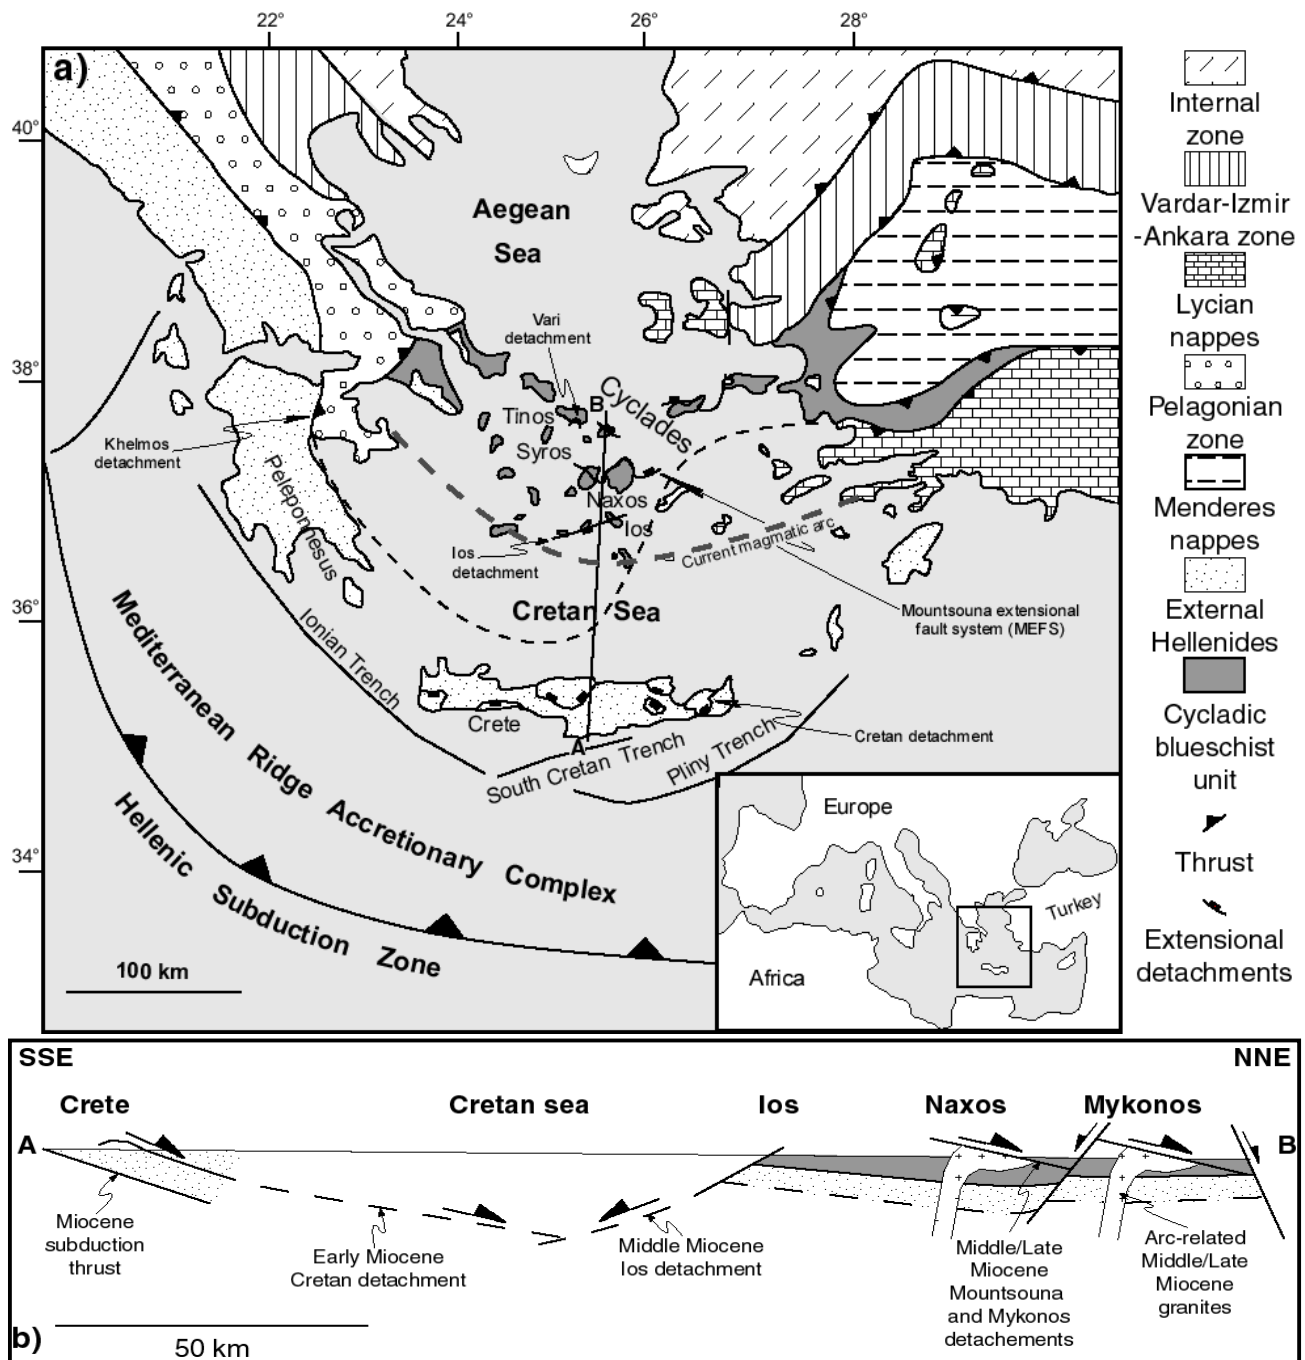 22°
24°
26°
28°
a)
40°
38°
36°
34°
Aegean
Sea
Vari
detachment
B
Cyclades
Tinos
Syros
Naxos
Ios
Khelmos
detachment
Peleponnesus
Ios
detachment
Current magmatic arc
Cretan Sea
Mountsouna extensional
fault system (MEFS)
Ionian Trench
Crete
A
Cretan detachment
South Cretan Trench
Pliny Trench
Mediterranean Ridge Accretionary Complex
Hellenic Subduction Zone
100 km
Europe
Turkey
Africa
Internal
zone
Vardar-Izmir
-Ankara zone
Lycian
nappes
Pelagonian
zone
Menderes
nappes
External
Hellenides
Cycladic
blueschist
unit
Thrust
Extensional
detachments
SSE
NNE
Crete
Cretan sea
Ios
Naxos
Mykonos
A
B
Miocene
subduction
thrust
Early Miocene
Cretan detachment
Middle Miocene
Ios detachment
Middle/Late
Miocene
Mountsouna
and Mykonos
detachements
Arc-related
Middle/Late
Miocene
granites
b)
50 km